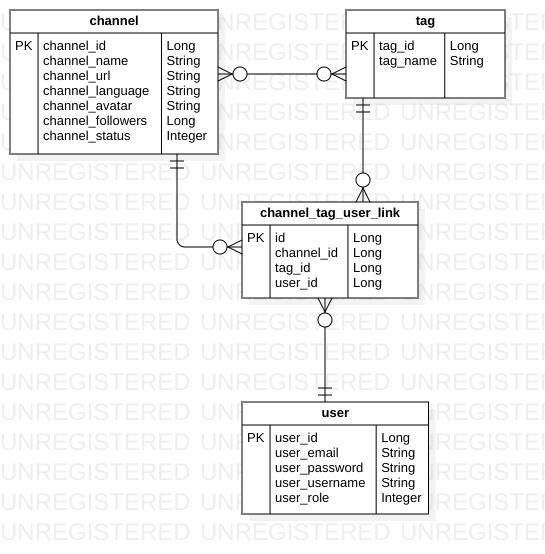 channel
PK channel_id Long
channel_name String
channel_url String
channel_language String
channel_avatar String
channel_followers Long
channel_status Integer
tag
PK tag_id Long
tag_name String
channel_tag_user_link
PK id Long
channel_id Long
tag_id Long
user_id Long
user
PK user_id Long
user_email String
user_password String
user_username String
user_role Integer
UNREGISTERED UNREGISTERED UNREGISTERED